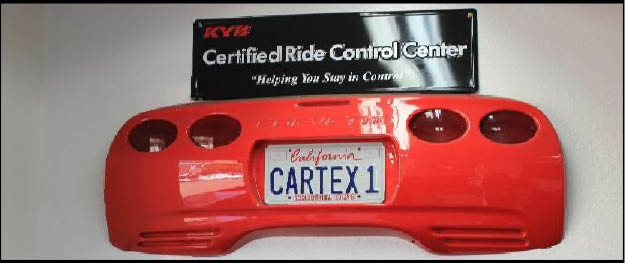 KYB
Certified Ride Control Center
"Helping You Stay in Control"
California
CARTEX 1